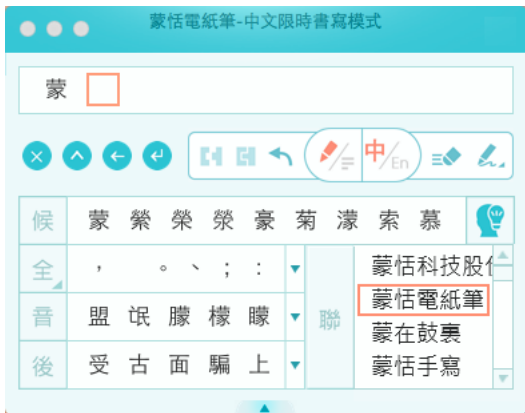 蒙恬電紙筆-中文限時書寫模式
蒙
中/En
候 蒙 縈 榮 滎 豪 菊 濛 索 慕
全 , 。 、 ; :
音 盟 氓 朦 檬 矇
後 受 古 面 騙 上
聯
蒙恬科技股份
蒙恬電紙筆
蒙在鼓裏
蒙恬手寫